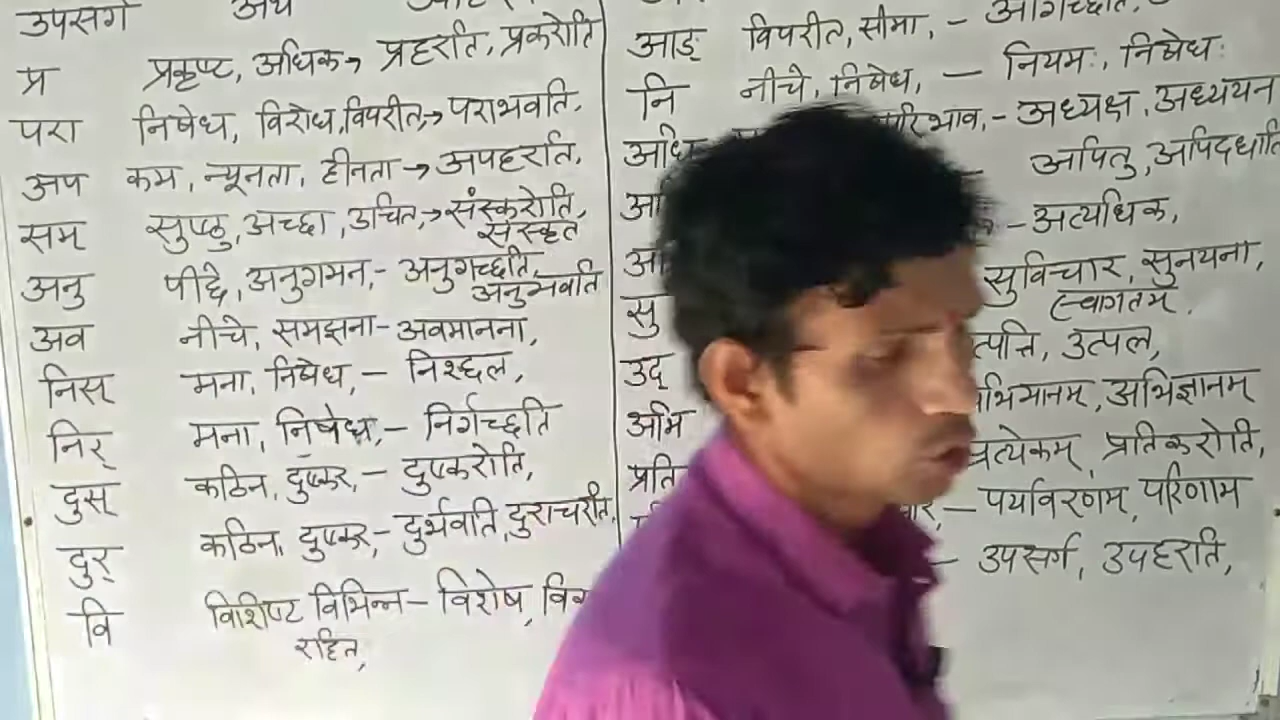 उपसर्ग अर्थ
प्र प्रकृष्ट, अधिक→ प्रहरति, प्रकरोति
परा निषेध, विरोध, विपरीत,→ पराभवति,
अप कम, न्यूनता, हीनता → अपहरति,
सम् सुष्ठु, अच्छा, उचित,→ संस्करोति,
संस्कृत
अनु पीछे, अनुगमन,- अनुगच्छति,
अनुभवति
अव नीचे, समझना- अवमानना,
निस् मना, निषेध,- निश्छल,
निर् मना, निषेध,- निर्गच्छति
दुस् कठिन, दुष्कर,- दुष्करोति,
दुर् कठिन, दुष्कर,- दुर्भवति, दुराचरति,
वि विशिष्ट विभिन्न- विशेष,
रहित,
आङ् विपरीत, सीमा,- आगच्छति,
नि नीचे, निषेध,- नियमः, निषेधः
अधि - अध्यक्ष, अध्ययन
अपितु, अपिदधाति
- अत्यधिक,
सु सुविचार, सुनयना,
स्वागतम्,
उद् उत्पल,
अभि अभिज्ञानम्
प्रति प्रत्येकम्, प्रतिकरोति,
- पर्यावरणम्, परिणाम
- उपसर्ग, उपहरति,